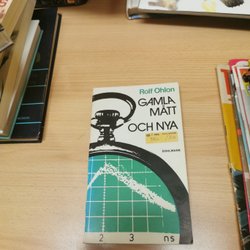 Rolf Ohlon
GAMLA
MÅTT
OCH NYA
2 3 ns